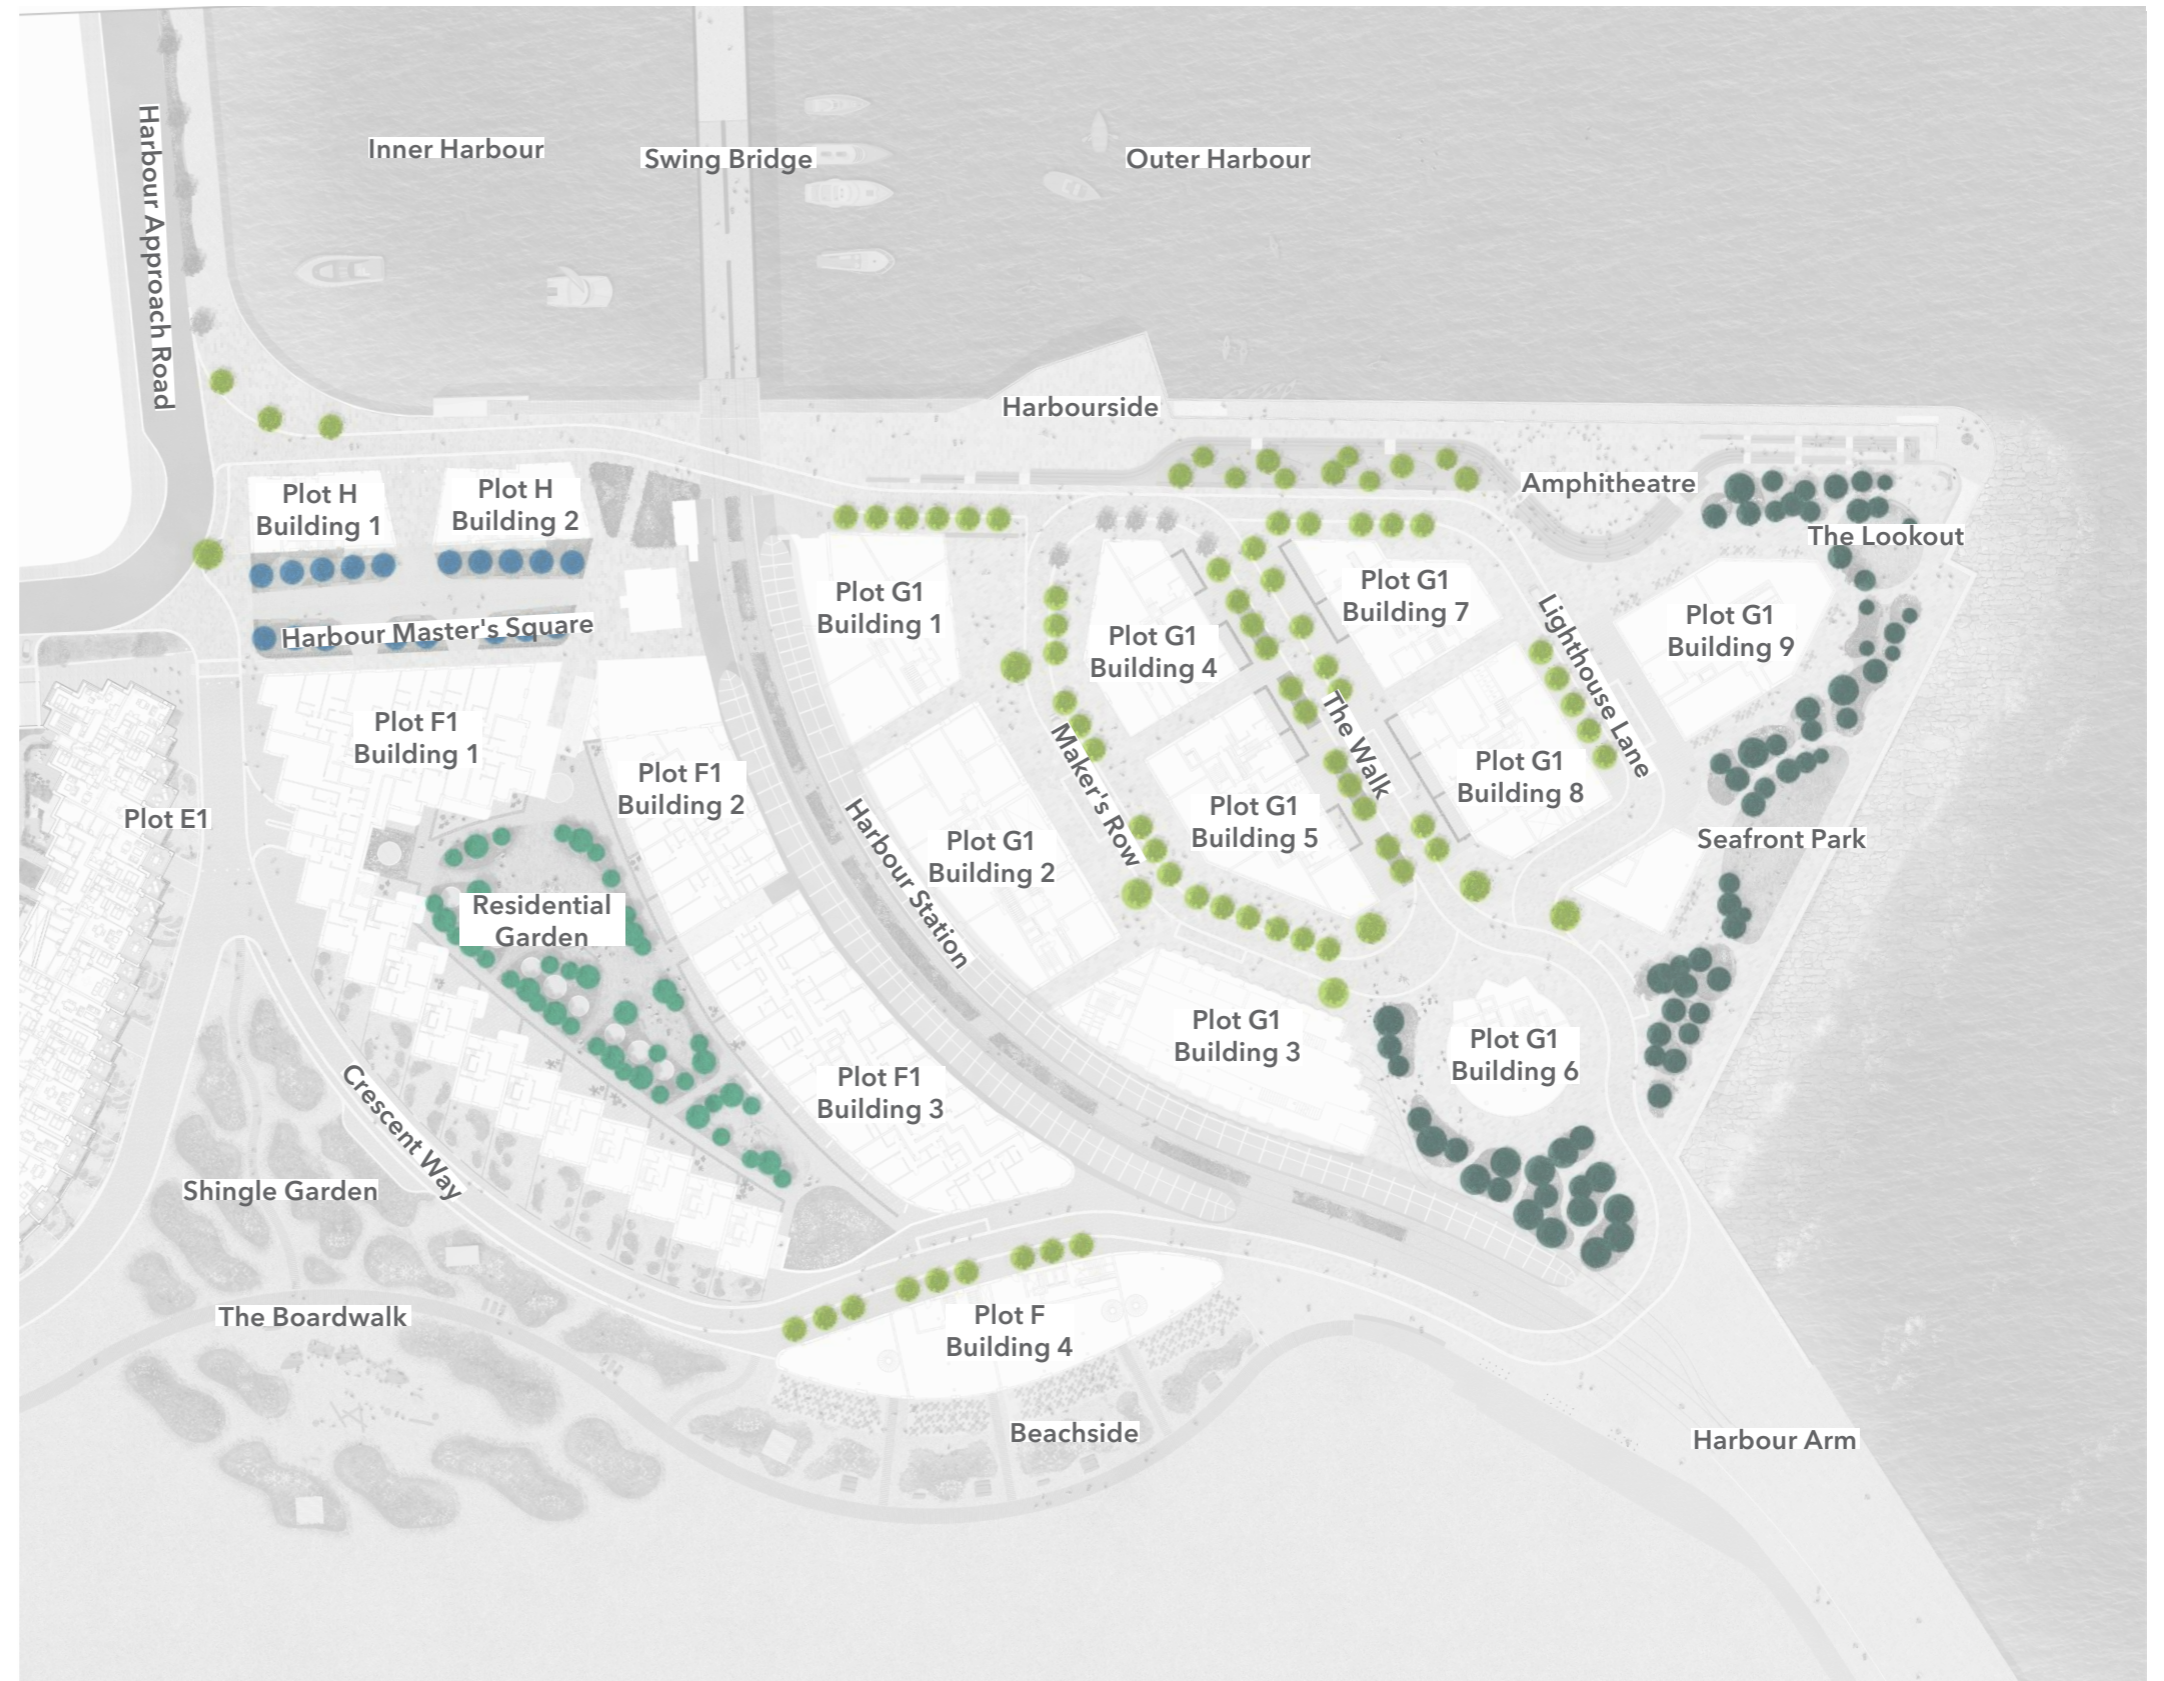 Harbour Approach Road
Inner Harbour
Swing Bridge
Outer Harbour
Harbourside
Plot H
Building 1
Plot H
Building 2
Amphitheatre
The Lookout
Harbour Master's Square
Plot G1
Building 1
Plot G1
Building 4
Plot G1
Building 7
Lighthouse Lane
Plot G1
Building 9
Plot F1
Building 1
Plot F1
Building 2
Maker's Row
The Walk
Plot G1
Building 8
Plot E1
Harbour Station
Plot G1
Building 2
Plot G1
Building 5
Seafront Park
Residential
Garden
Plot G1
Building 3
Plot G1
Building 6
Plot F1
Building 3
Crescent Way
Shingle Garden
The Boardwalk
Plot F
Building 4
Beachside
Harbour Arm